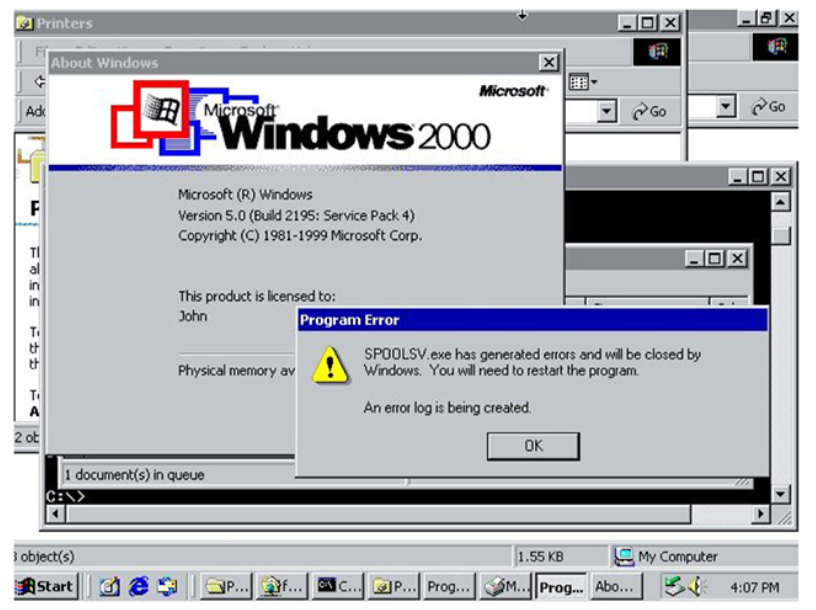 Printers
About Windows
Microsoft
Microsoft
Windows 2000
Go
Go
Microsoft (R) Windows
Version 5.0 (Build 2195: Service Pack 4)
Copyright (C) 1981-1999 Microsoft Corp.
This product is licensed to:
John
Physical memory av
Program Error
SPOOLSV.exe has generated errors and will be closed by
Windows. You will need to restart the program.
An error log is being created.
OK
2 ob
1 document(s) in queue
C:\>
object(s)
1.55 KB
My Computer
Start
P...
f...
C...
P...
Prog...
M...
Prog...
Abo...
4:07 PM